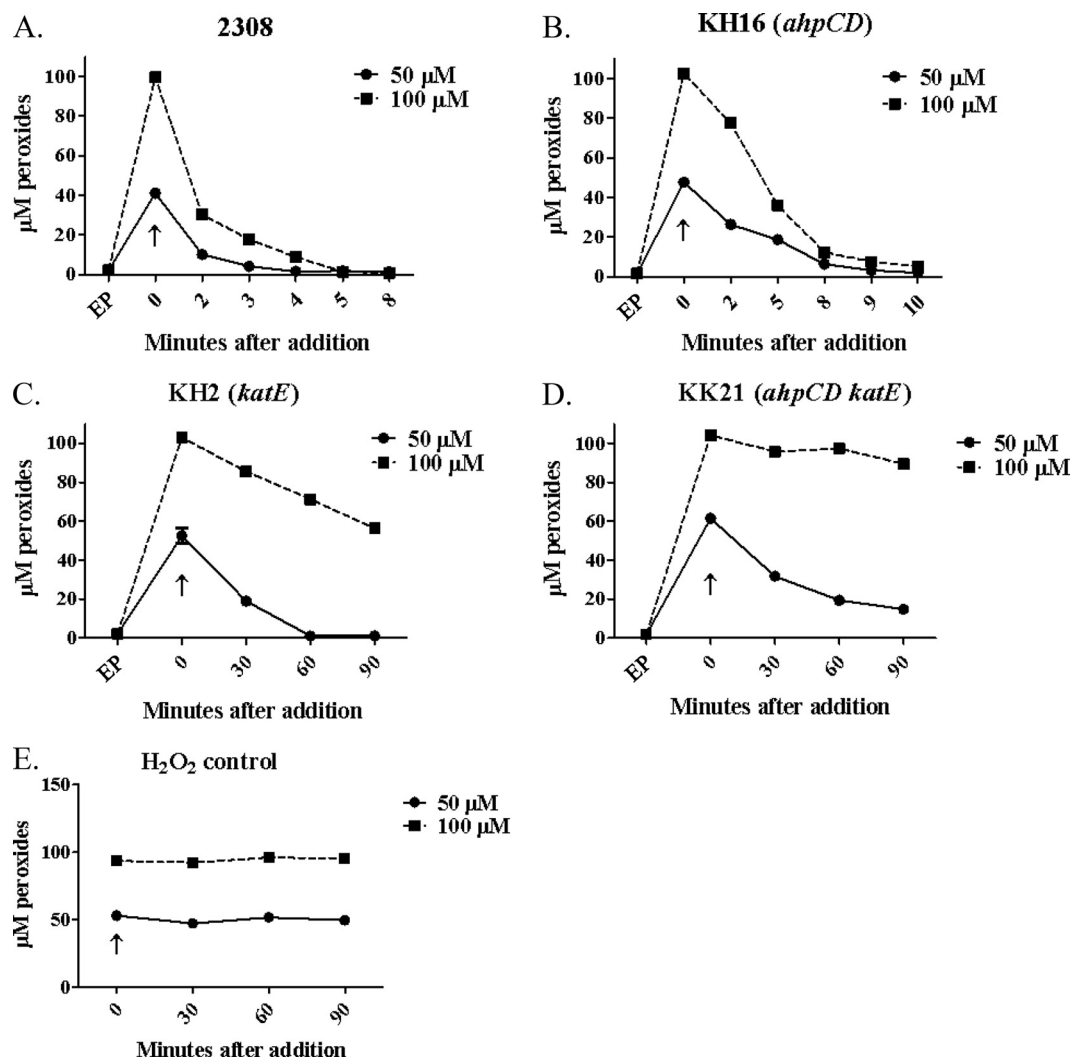 A.
2308
50 µM
100 µM
µM peroxides
100
80
60
40
20
0
↑
EP 0 2 3 4 5 8
Minutes after addition
B.
KH16 (ahpCD)
50 µM
100 µM
µM peroxides
100
80
60
40
20
0
↑
EP 0 2 5 8 9 10
Minutes after addition
C.
KH2 (katE)
50 µM
100 µM
µM peroxides
100
80
60
40
20
0
↑
EP 0 30 60 90
Minutes after addition
D.
KK21 (ahpCD katE)
50 µM
100 µM
µM peroxides
100
80
60
40
20
0
↑
EP 0 30 60 90
Minutes after addition
E.
H₂O₂ control
50 µM
100 µM
µM peroxides
150
100
50
0
↑
0 30 60 90
Minutes after addition